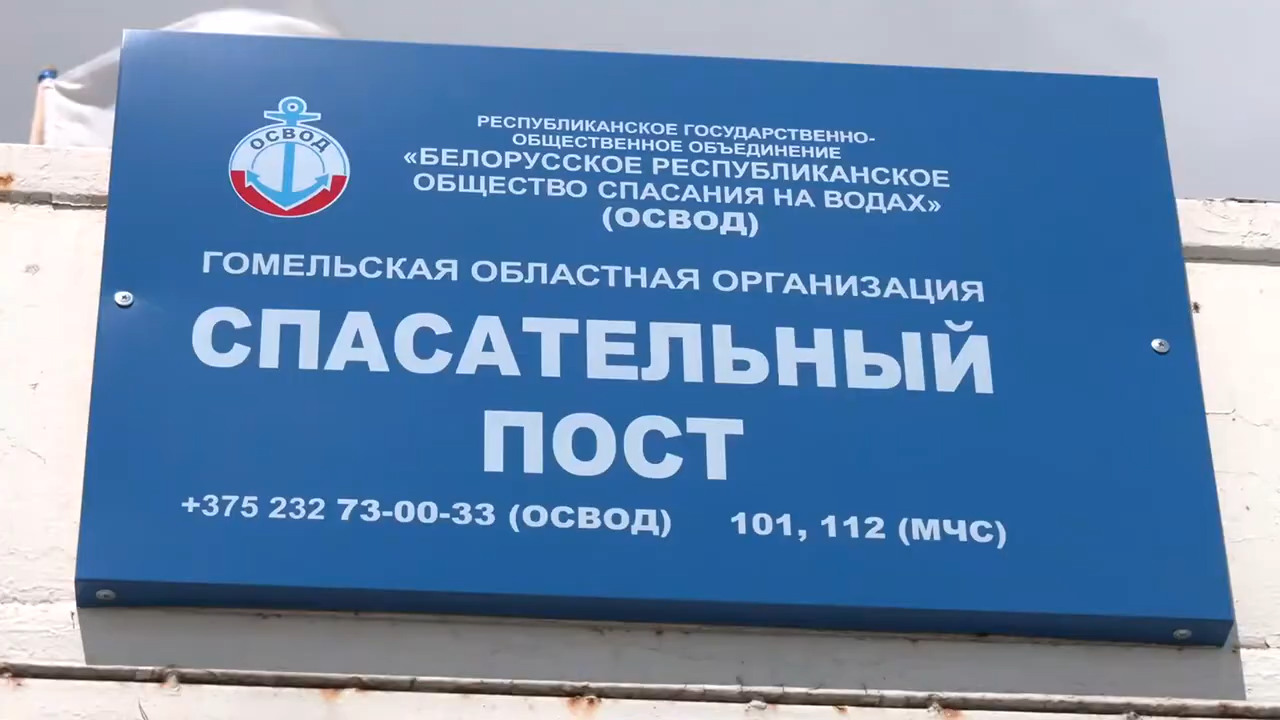 ОСВОД
РЕСПУБЛИКАНСКОЕ ГОСУДАРСТВЕННО-
ОБЩЕСТВЕННОЕ ОБЪЕДИНЕНИЕ
«БЕЛОРУССКОЕ РЕСПУБЛИКАНСКОЕ
ОБЩЕСТВО СПАСАНИЯ НА ВОДАХ»
(ОСВОД)
ГОМЕЛЬСКАЯ ОБЛАСТНАЯ ОРГАНИЗАЦИЯ
СПАСАТЕЛЬНЫЙ
ПОСТ
+375 232 73-00-33 (ОСВОД) 101, 112 (МЧС)